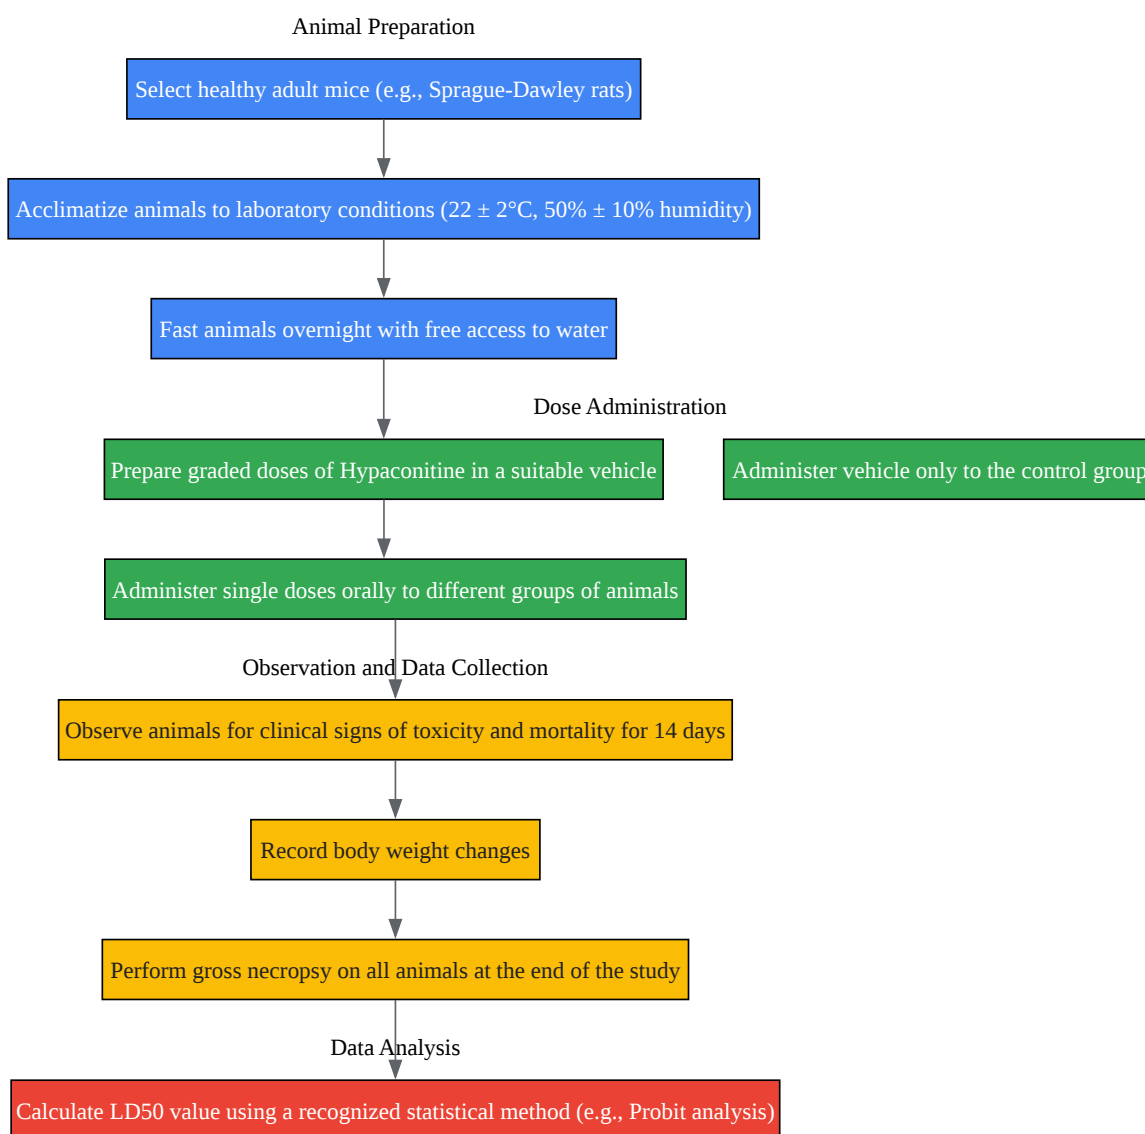 Animal Preparation
Select healthy adult mice (e.g., Sprague-Dawley rats)
Acclimatize animals to laboratory conditions (22 ± 2°C, 50% ± 10% humidity)
Fast animals overnight with free access to water
Dose Administration
Prepare graded doses of Hypaconitine in a suitable vehicle
Administer vehicle only to the control group
Administer single doses orally to different groups of animals
Observation and Data Collection
Observe animals for clinical signs of toxicity and mortality for 14 days
Record body weight changes
Perform gross necropsy on all animals at the end of the study
Data Analysis
Calculate LD50 value using a recognized statistical method (e.g., Probit analysis)